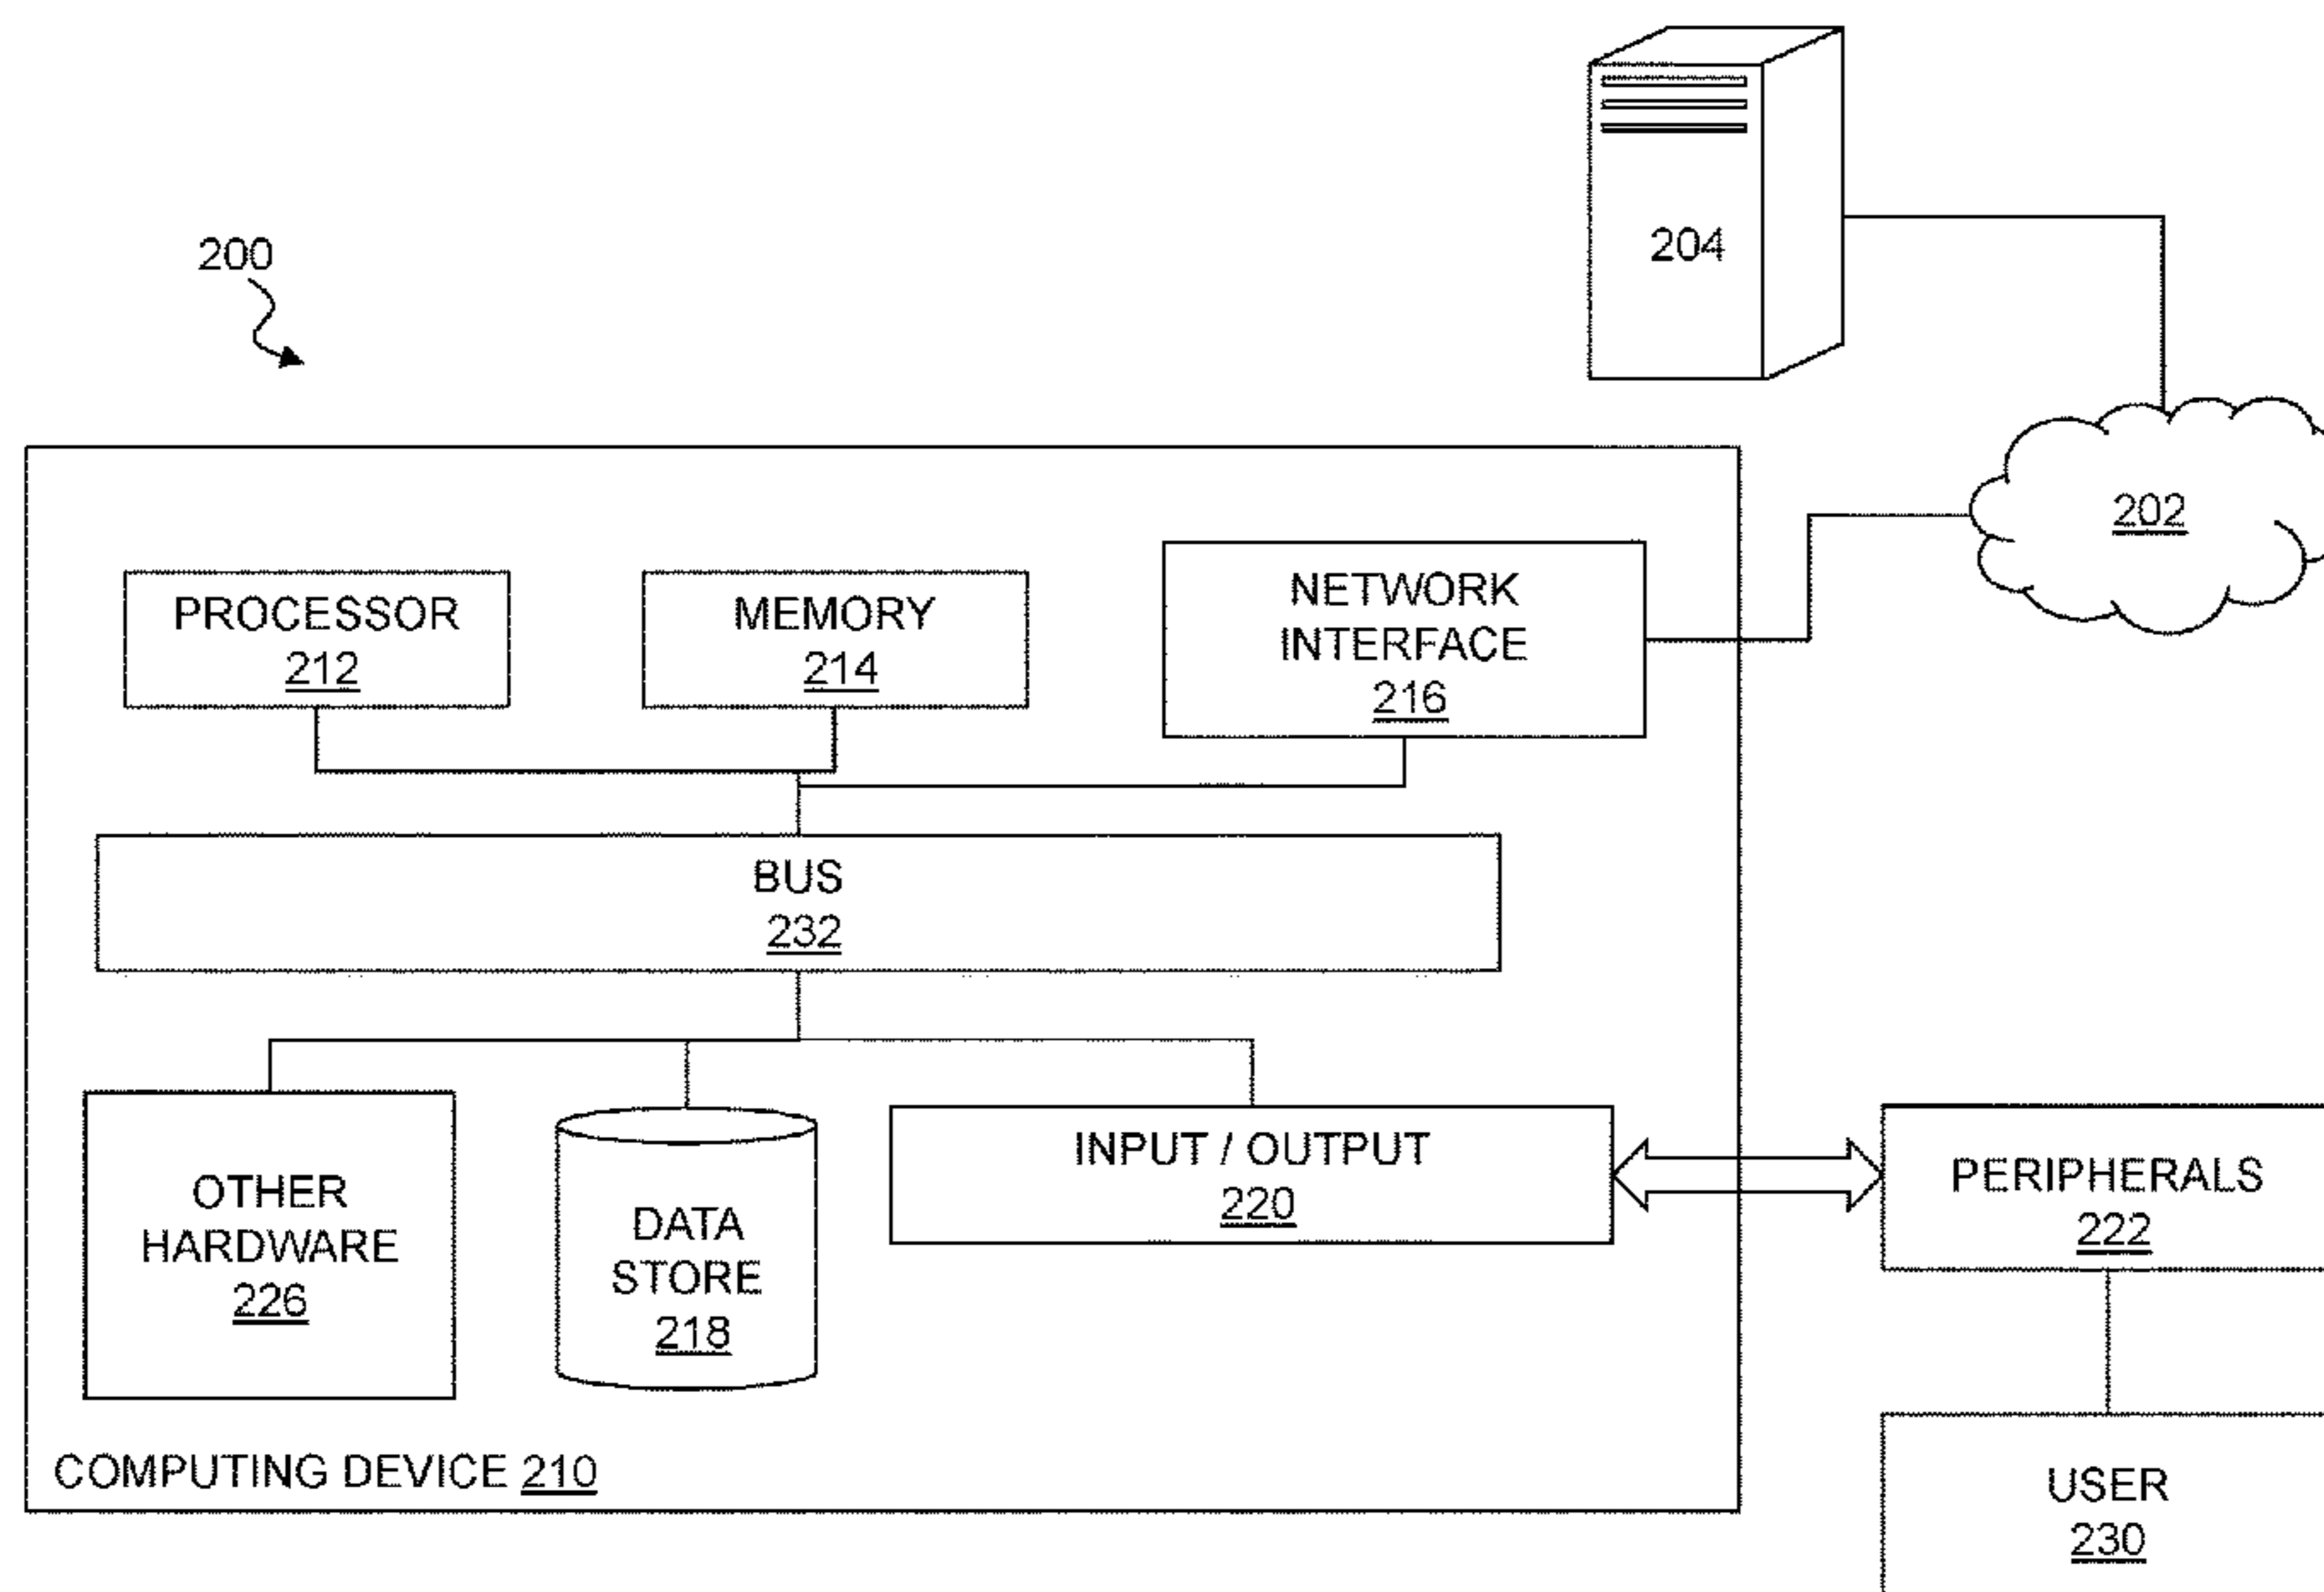 204
200
202
PROCESSOR
212
MEMORY
214
NETWORK
INTERFACE
216
BUS
232
OTHER
HARDWARE
226
DATA
STORE
218
INPUT / OUTPUT
220
PERIPHERALS
222
COMPUTING DEVICE 210
USER
230